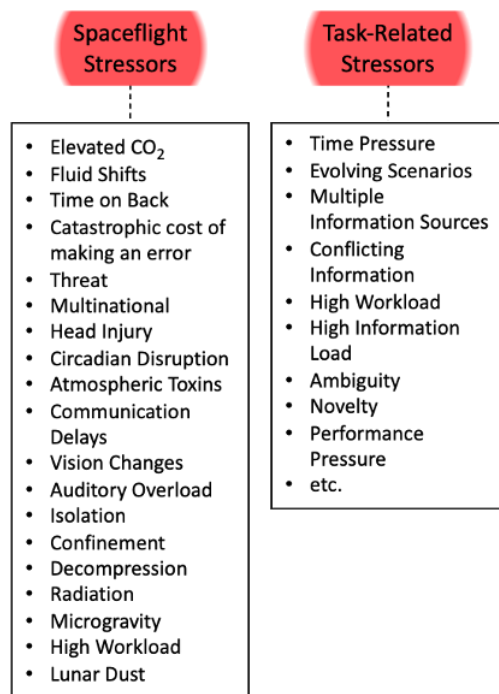 Spaceflight
Stressors
• Elevated CO₂
• Fluid Shifts
• Time on Back
• Catastrophic cost of
making an error
• Threat
• Multinational
• Head Injury
• Circadian Disruption
• Atmospheric Toxins
• Communication
Delays
• Vision Changes
• Auditory Overload
• Isolation
• Confinement
• Decompression
• Radiation
• Microgravity
• High Workload
• Lunar Dust
Task-Related
Stressors
• Time Pressure
• Evolving Scenarios
• Multiple
Information Sources
• Conflicting
Information
• High Workload
• High Information
Load
• Ambiguity
• Novelty
• Performance
Pressure
• etc.